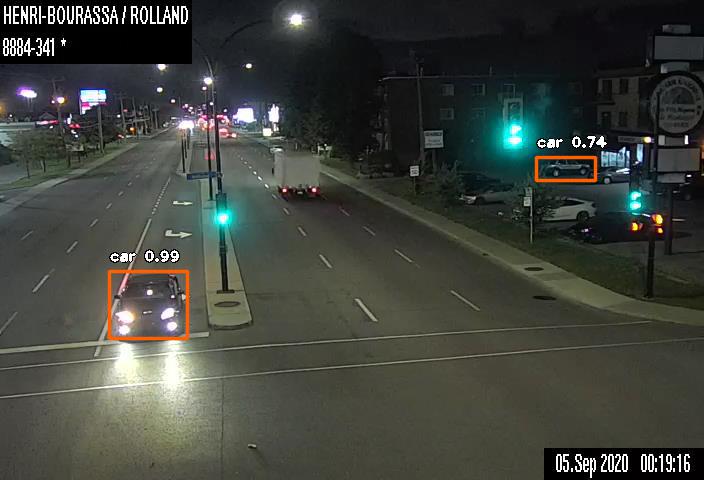 HENRI-BOURASSA / ROLLAND
8884-341 *
car 0.74
car 0.99
05.Sep 2020 00:19:16